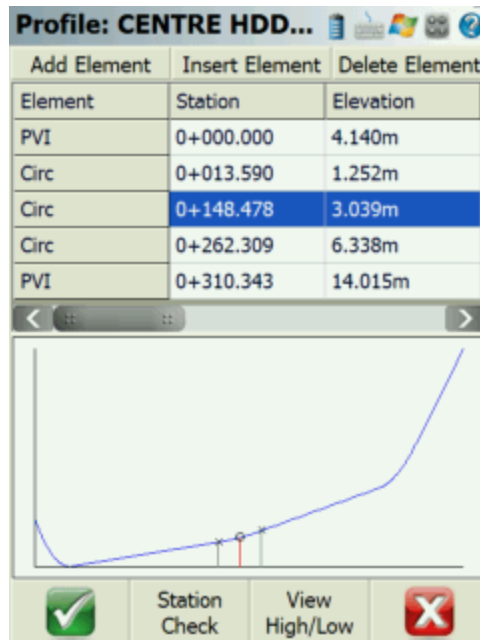 Profile: CENTRE HDD...
Add Element Insert Element Delete Element
Element Station Elevation
PVI 0+000.000 4.140m
Circ 0+013.590 1.252m
Circ 0+148.478 3.039m
Circ 0+262.309 6.338m
PVI 0+310.343 14.015m
Station Check
View High/Low